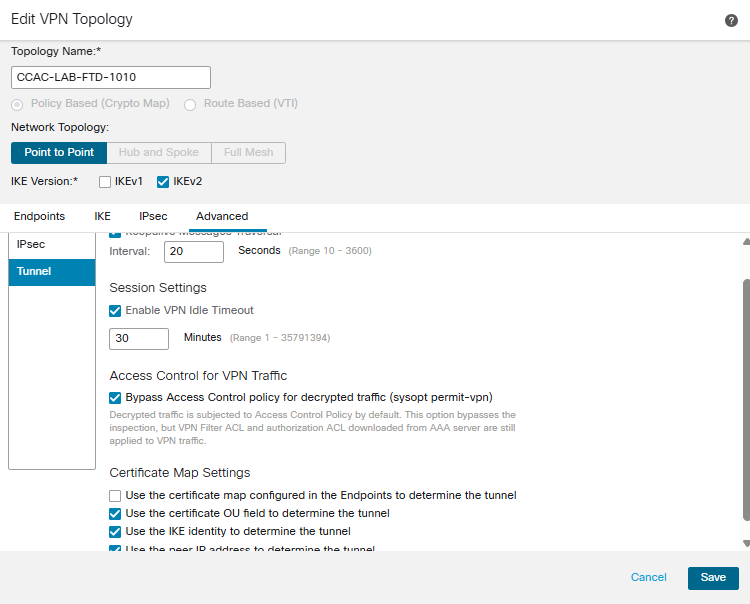 Edit VPN Topology
?
Topology Name:*
CCAC-LAB-FTD-1010
Policy Based (Crypto Map) Route Based (VTI)
Network Topology:
Point to Point Hub and Spoke Full Mesh
IKE Version:* IKEv1 IKEv2
Endpoints IKE IPsec Advanced
Keepalive Messages Traversal
IPsec
Interval: 20 Seconds (Range 10 - 3600)
Tunnel
Session Settings
Enable VPN Idle Timeout
30 Minutes (Range 1 - 35791394)
Access Control for VPN Traffic
Bypass Access Control policy for decrypted traffic (sysopt permit-vpn)
Decrypted traffic is subjected to Access Control Policy by default. This option bypasses the
inspection, but VPN Filter ACL and authorization ACL downloaded from AAA server are still
applied to VPN traffic.
Certificate Map Settings
Use the certificate map configured in the Endpoints to determine the tunnel
Use the certificate OU field to determine the tunnel
Use the IKE identity to determine the tunnel
Use the peer IP address to determine the tunnel
Cancel Save